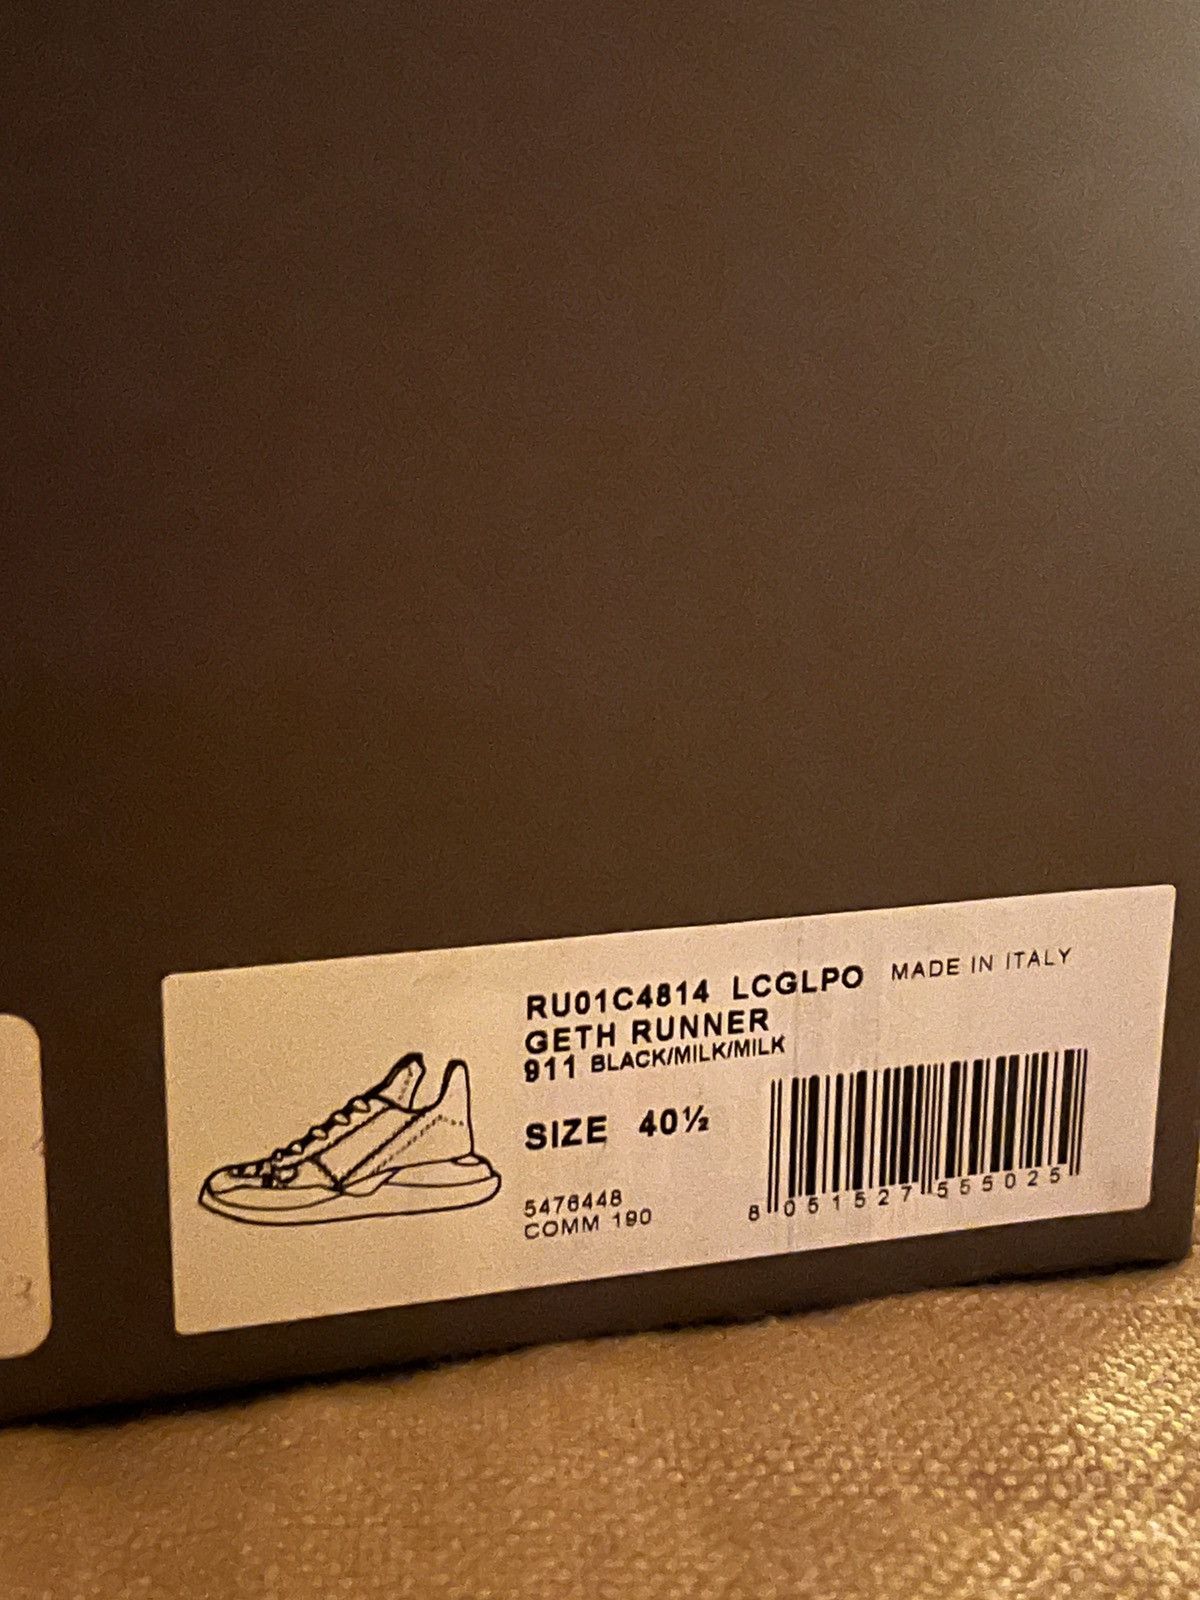 RU01C4814 LCGLPO MADE IN ITALY
GETH RUNNER
911 BLACK/MILK/MILK
SIZE 40½
5476448
COMM 190
8 051527 555025
3